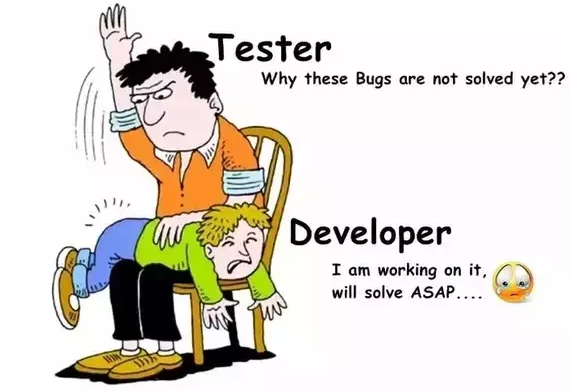 Tester
Why these Bugs are not solved yet??
Developer
I am working on it,
will solve ASAP....